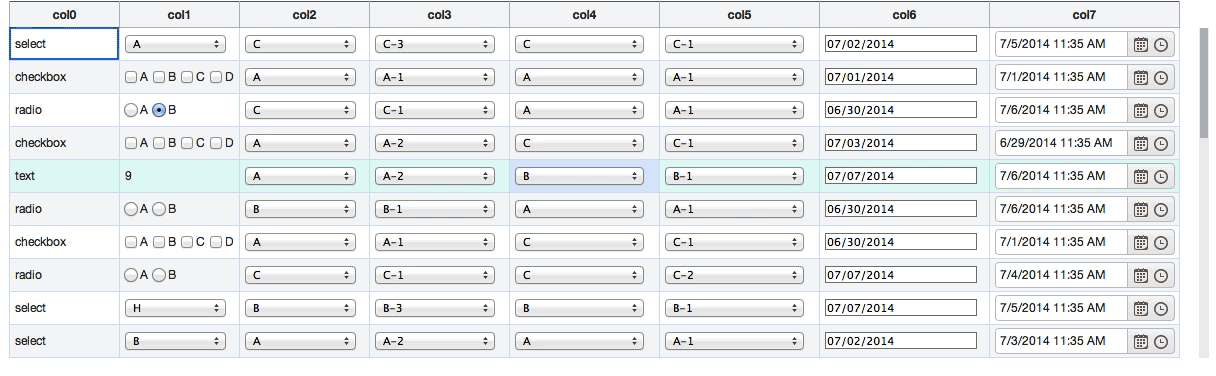 col0 col1 col2 col3 col4 col5 col6 col7
select A C C-3 C C-1 07/02/2014 7/5/2014 11:35 AM
checkbox A B C D A A-1 A A-1 07/01/2014 7/1/2014 11:35 AM
radio A B C C-1 A A-1 06/30/2014 7/6/2014 11:35 AM
checkbox A B C D A A-2 C C-1 07/03/2014 6/29/2014 11:35 AM
text 9 A A-2 B B-1 07/07/2014 7/6/2014 11:35 AM
radio A B B B-1 A A-1 06/30/2014 7/6/2014 11:35 AM
checkbox A B C D A A-1 C C-1 06/30/2014 7/1/2014 11:35 AM
radio A B C C-1 C C-2 07/07/2014 7/4/2014 11:35 AM
select H B B-3 B B-1 07/07/2014 7/5/2014 11:35 AM
select B A A-2 A A-1 07/02/2014 7/3/2014 11:35 AM